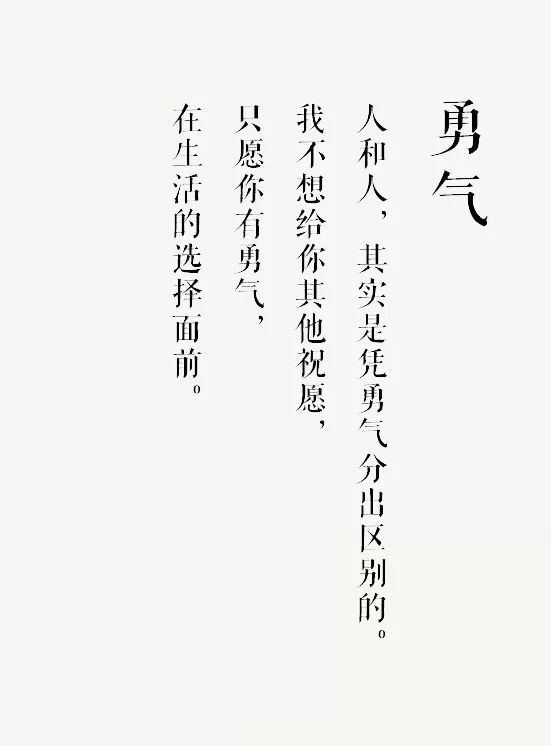 勇气
人和人，其实是凭勇气分出区别的。
我不想给你其他祝愿，
只愿你有勇气，
在生活的选择面前。